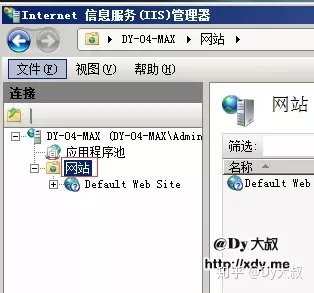 Internet 信息服务(IIS)管理器
DY-04-MAX 网站
文件(F) 视图(V) 帮助(H)
连接
DY-04-MAX (DY-04-MAX\Admin
应用程序池
网站
Default Web Site
网站
筛选:
名称
Default Web
@Dy大叔
http://xdy.me
知乎 @Dy大叔